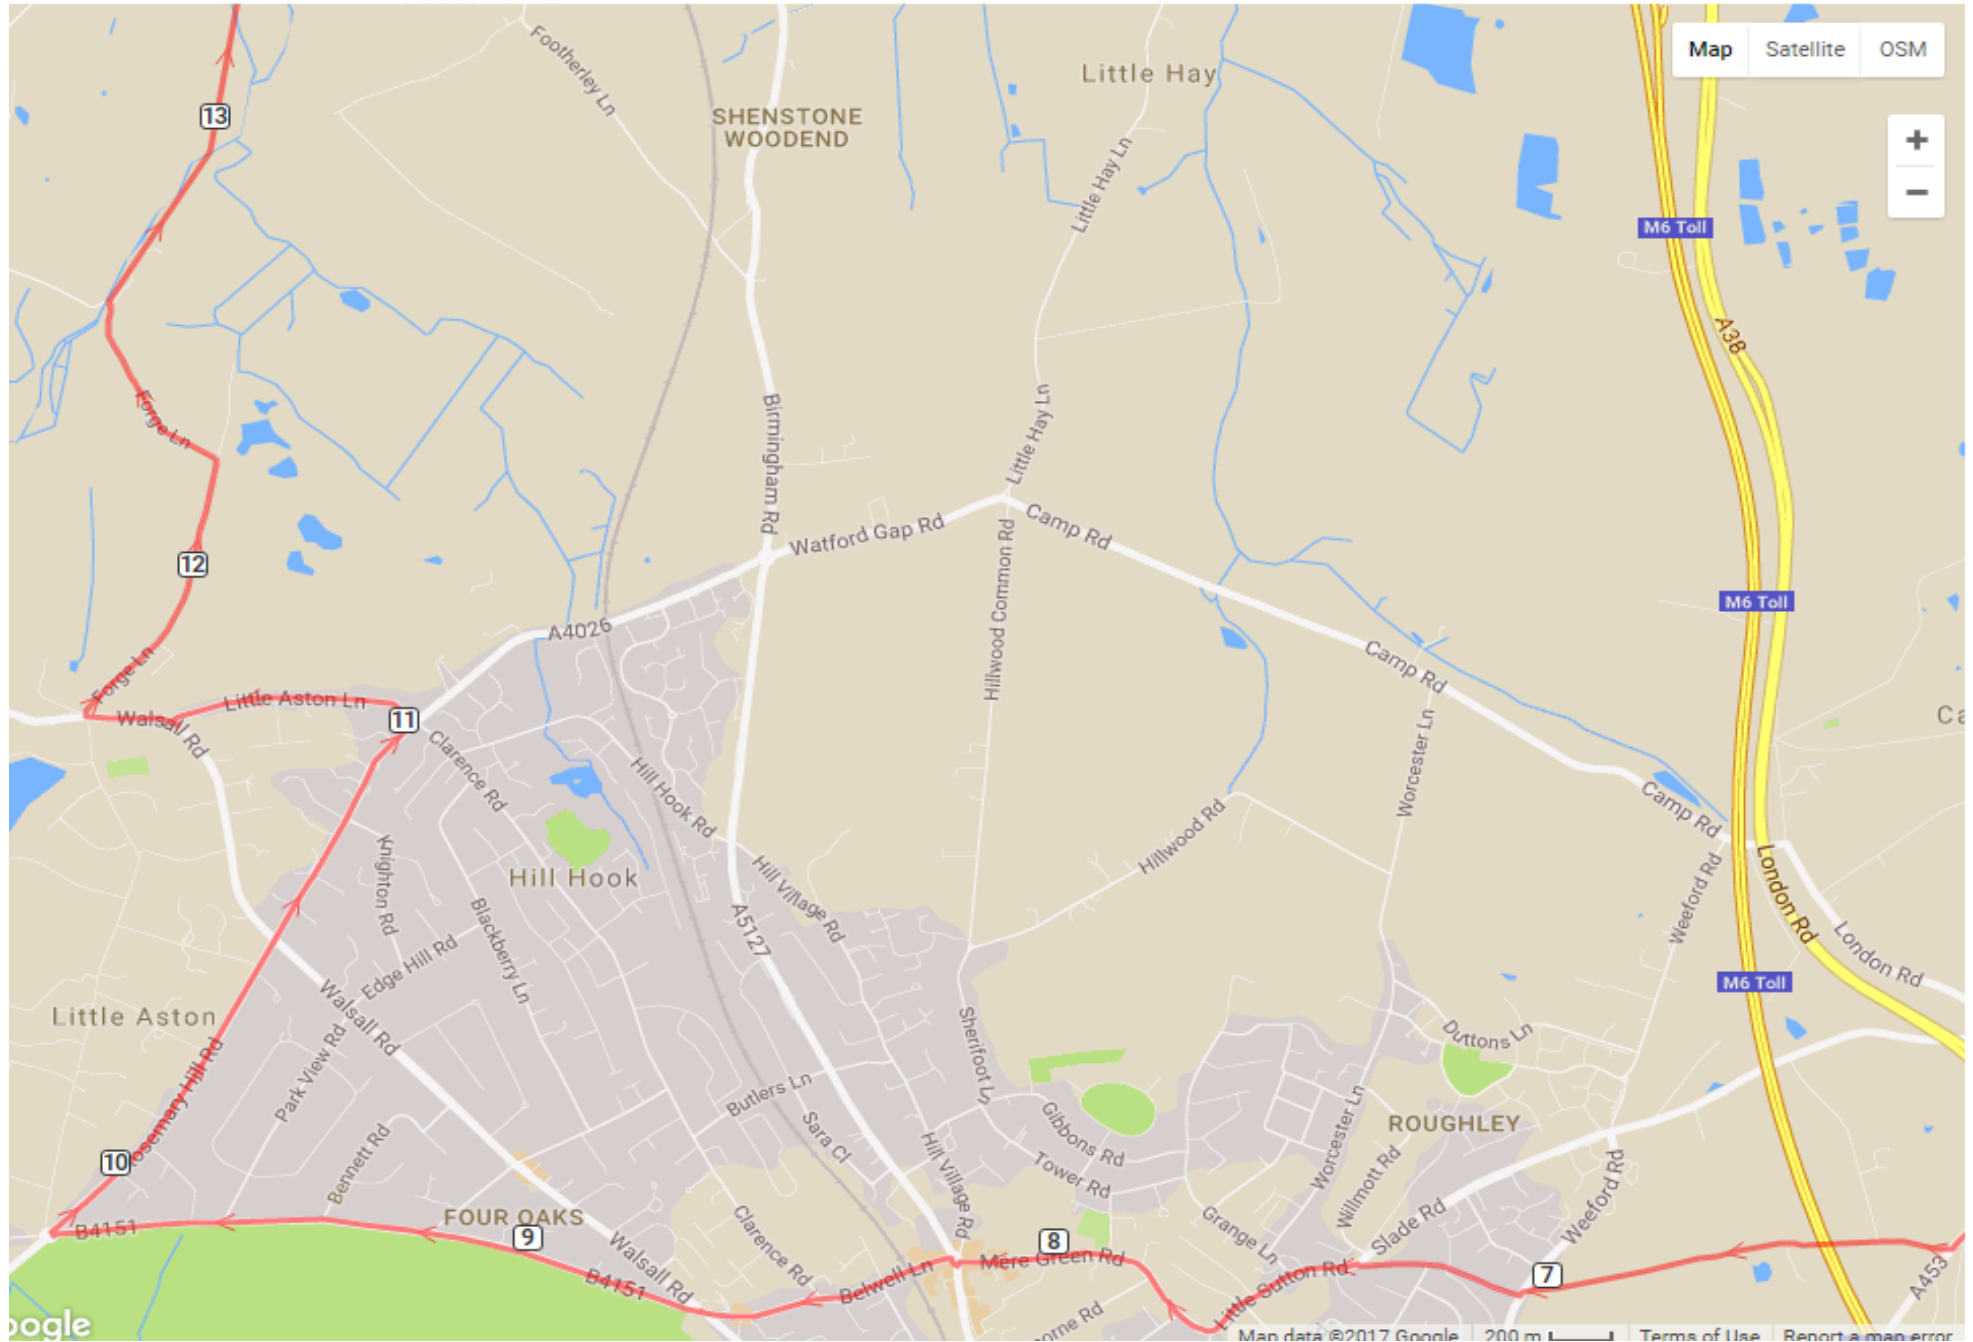 Map Satellite OSM
Footherley Ln
Little Hay
13
SHENSTONE
WOODEND
+
−
Little Hay Ln
M6 Toll
A38
Forge Ln
Birmingham Rd
Little Hay Ln
Watford Gap Rd
Camp Rd
12
Hillwood Common Rd
M6 Toll
A4026
Forge Ln
Camp Rd
Little Aston Ln
Walsall Rd
11
Clarence Rd
Worcester Ln
Ca
Hill Hook Rd
Hillwood Rd
Camp Rd
Knighton Rd
Hill Hook
Hill Village Rd
Weeford Rd
London Rd
Blackberry Ln
A5127
London Rd
Edge Hill Rd
Walsall Rd
M6 Toll
Little Aston
Sherifoot Ln
Duttons Ln
Park View Rd
Rosemary Hill Rd
Butlers Ln
Sara Cl
Gibbons Rd
Worcester Ln
ROUGHLEY
10
Bennett Rd
Hill Village Rd
Tower Rd
Willmott Rd
Weeford Rd
B4151
FOUR OAKS
9
Clarence Rd
8
Grange Ln
Slade Rd
Walsall Rd
Mere Green Rd
B4151
Belwell Ln
Little Sutton Rd
7
A453
orne Rd
oogle
Map data ©2017 Google 200 m Terms of Use Report a map error